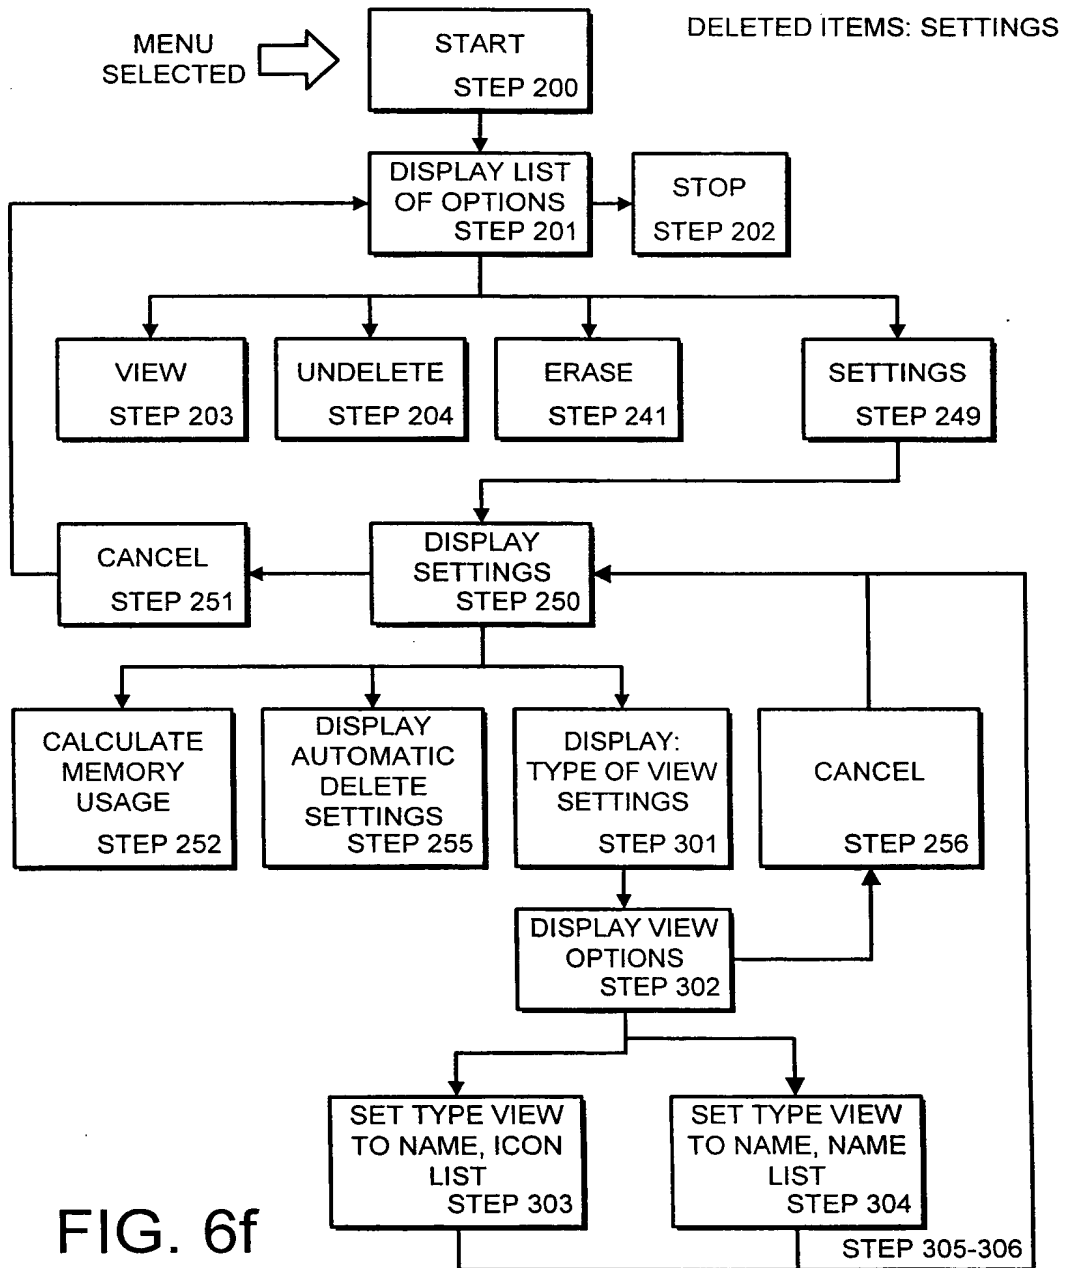 DELETED ITEMS: SETTINGS
MENU
SELECTED
START
STEP 200
DISPLAY LIST
OF OPTIONS
STEP 201
STOP
STEP 202
VIEW
STEP 203
UNDELETE
STEP 204
ERASE
STEP 241
SETTINGS
STEP 249
CANCEL
STEP 251
DISPLAY
SETTINGS
STEP 250
CALCULATE
MEMORY
USAGE
STEP 252
DISPLAY
AUTOMATIC
DELETE
SETTINGS
STEP 255
DISPLAY:
TYPE OF VIEW
SETTINGS
STEP 301
CANCEL
STEP 256
DISPLAY VIEW
OPTIONS
STEP 302
SET TYPE VIEW
TO NAME, ICON
LIST
STEP 303
SET TYPE VIEW
TO NAME, NAME
LIST
STEP 304
STEP 305-306
FIG. 6f